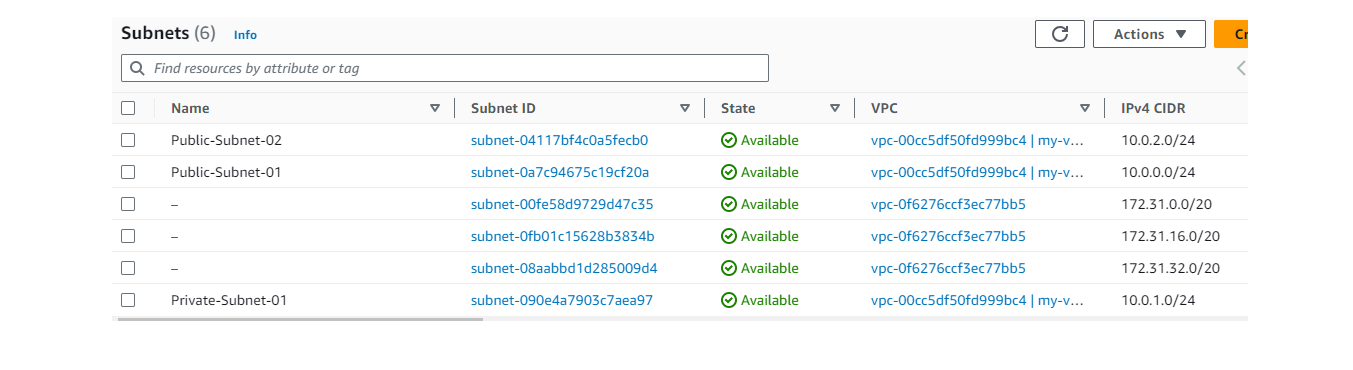 Subnets (6) Info Actions Cr
Find resources by attribute or tag
Name Subnet ID State VPC IPv4 CIDR
Public-Subnet-02 subnet-04117bf4c0a5fecb0 Available vpc-00cc5df50fd999bc4 | my-v… 10.0.2.0/24
Public-Subnet-01 subnet-0a7c94675c19cf20a Available vpc-00cc5df50fd999bc4 | my-v… 10.0.0.0/24
– subnet-00fe58d9729d47c35 Available vpc-0f6276ccf3ec77bb5 172.31.0.0/20
– subnet-0fb01c15628b3834b Available vpc-0f6276ccf3ec77bb5 172.31.16.0/20
– subnet-08aabbd1d285009d4 Available vpc-0f6276ccf3ec77bb5 172.31.32.0/20
Private-Subnet-01 subnet-090e4a7903c7aea97 Available vpc-00cc5df50fd999bc4 | my-v… 10.0.1.0/24